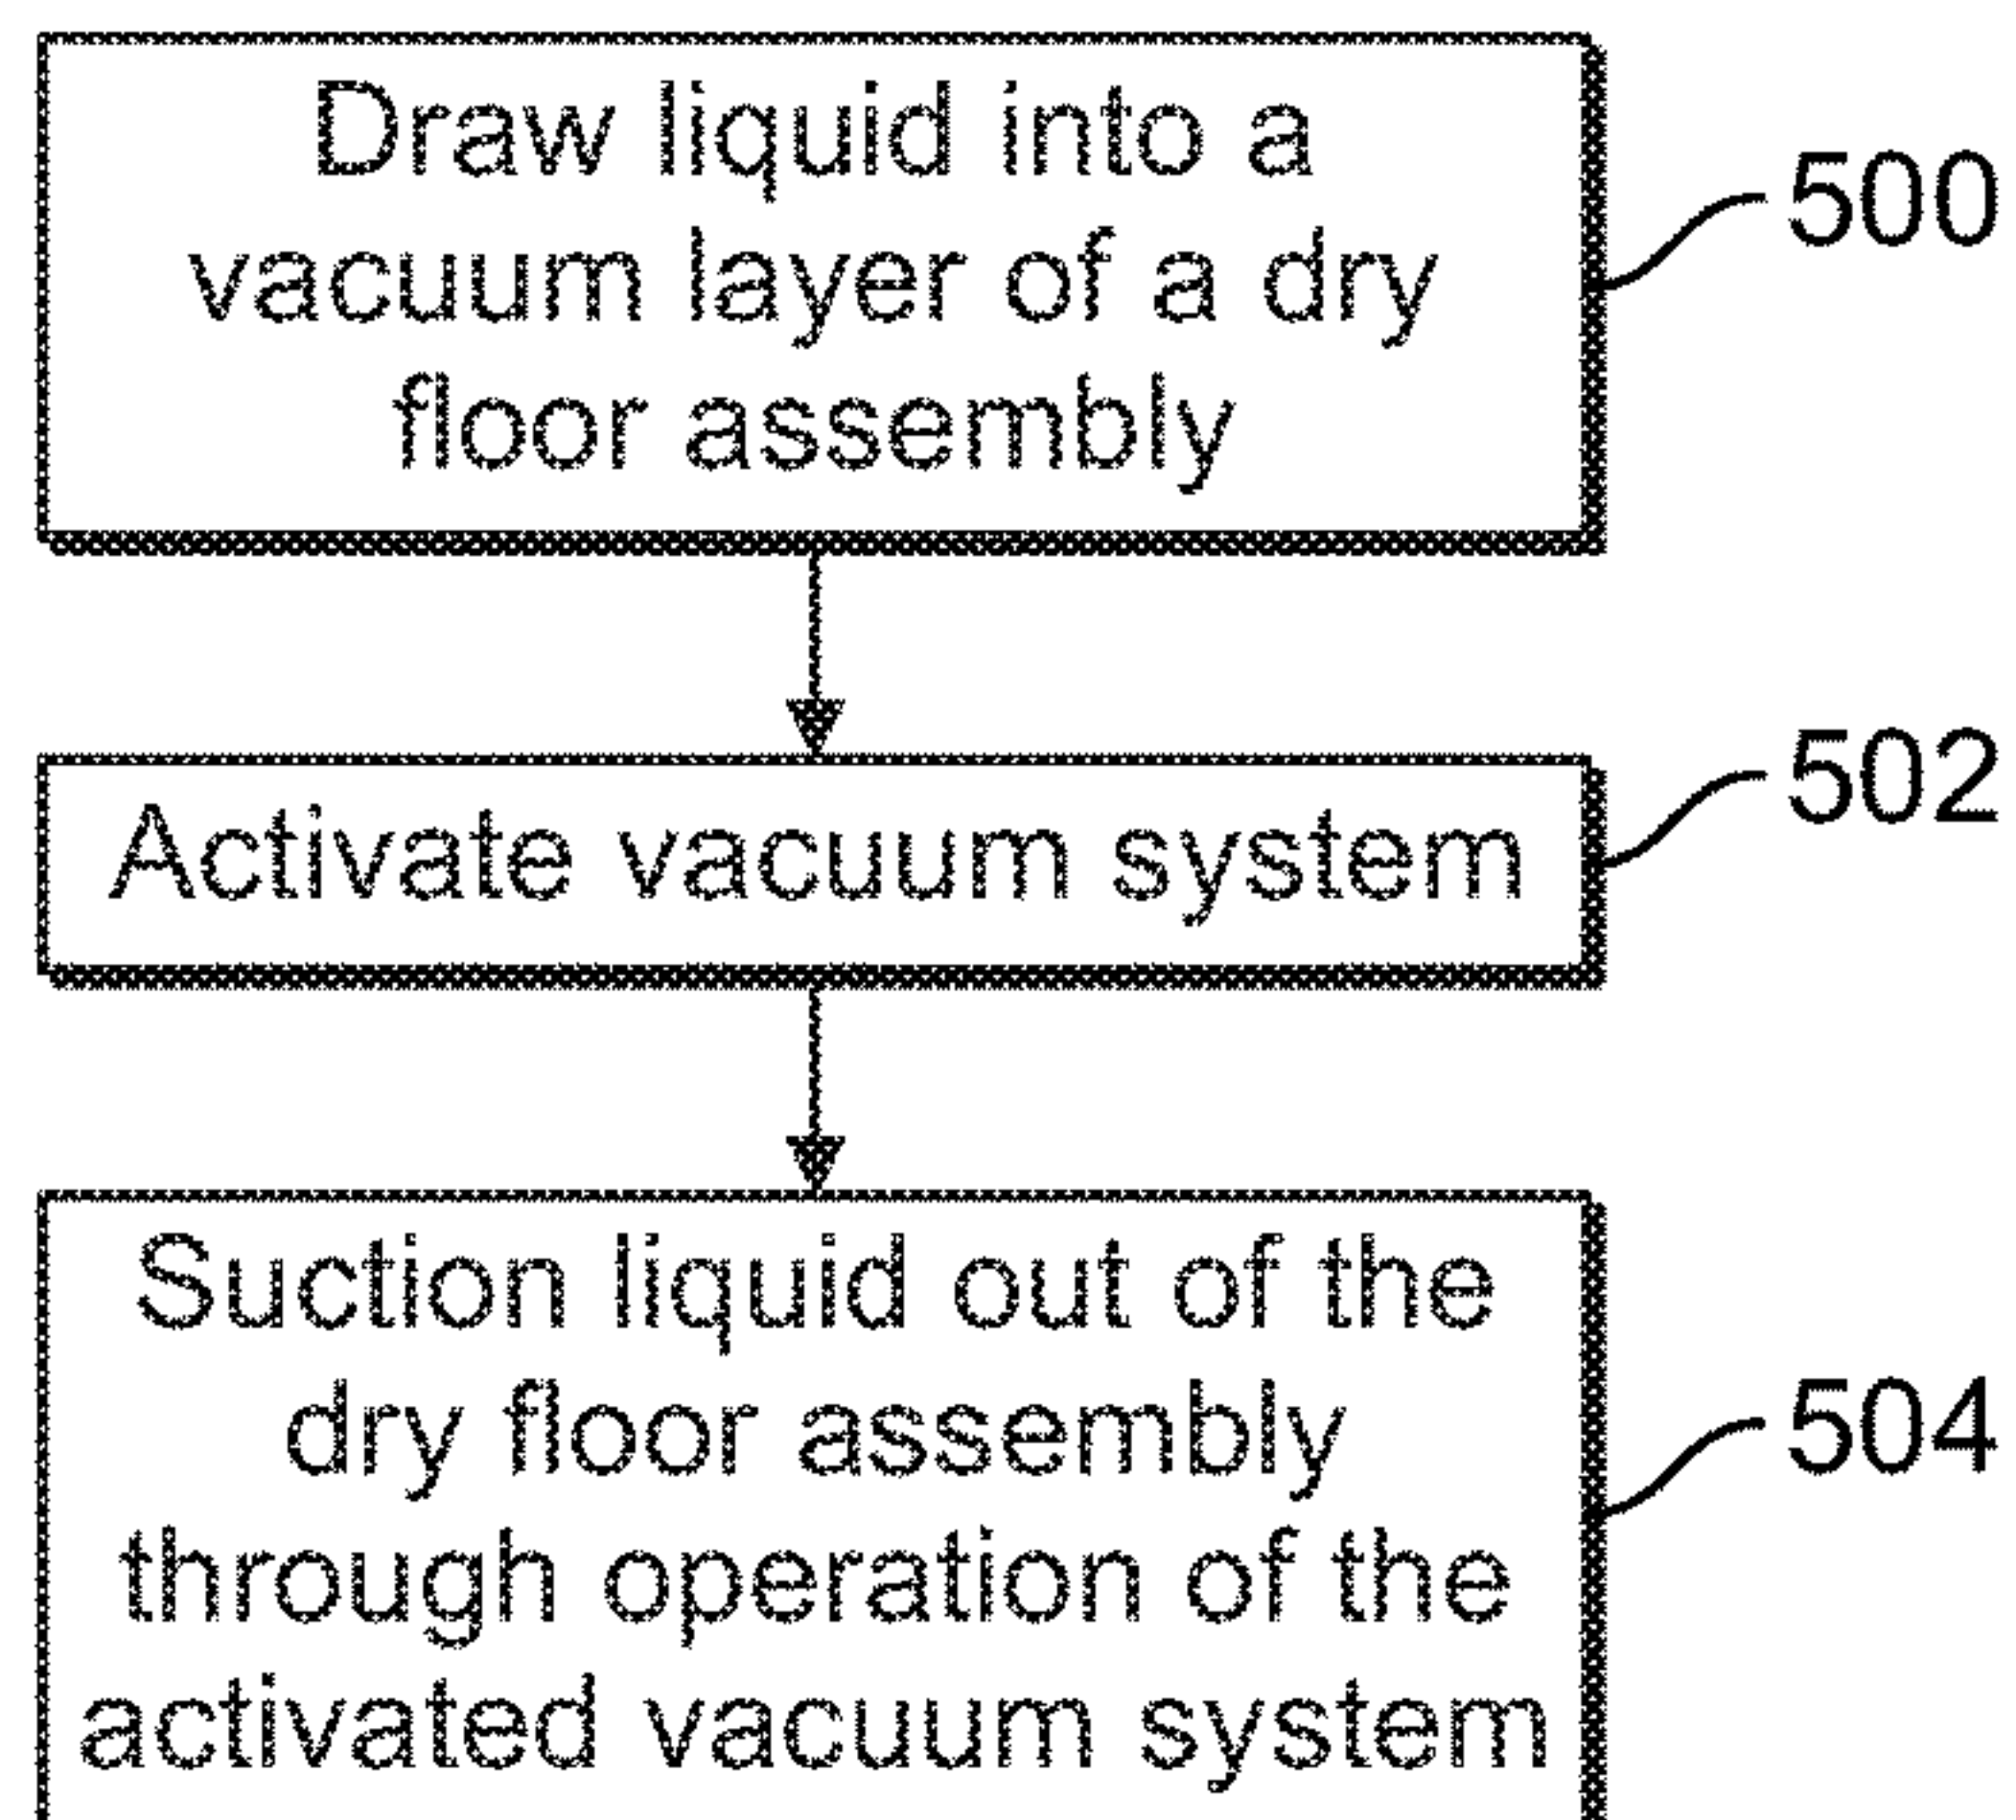 Draw liquid into a
vacuum layer of a dry
floor assembly
500
Activate vacuum system
502
Suction liquid out of the
dry floor assembly
through operation of the
activated vacuum system
504